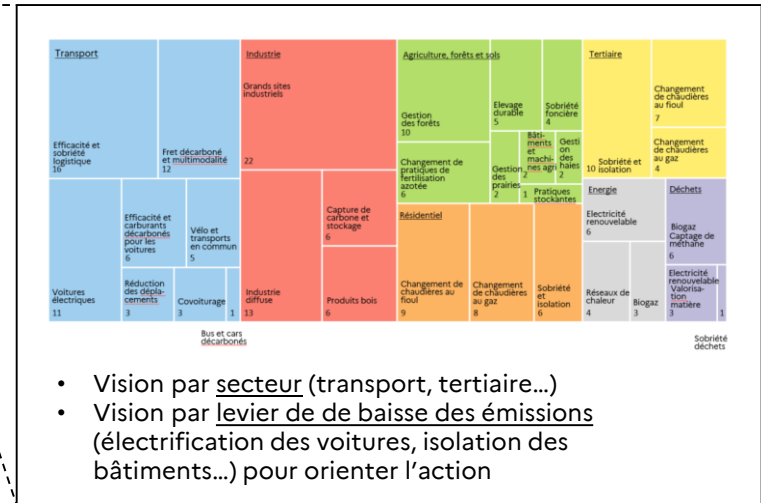 Transport
Efficacité et
sobriété
logistique
16
Fret décarboné
et multimodalité
12
Voitures
électriques
11
Efficacité et
carburants
décarbonés
pour les
voitures
6
Vélo et
transports
en commun
5
Réduction
des dépla-
cements
3
Covoiturage
3
1
Bus et cars
décarbonés
Industrie
Grands sites
industriels
22
Industrie
diffuse
13
Capture de
carbone et
stockage
6
Produits bois
6
Agriculture, forêts et sols
Gestion
des forêts
10
Elevage
durable
5
Sobriété
foncière
4
Changement de
pratiques de
fertilisation
azotée
6
Gestion
des
prairies
2
Bâti-
ments
et
machi-
nes agri
2
Gesti
on
des
haies
2
1 Pratiques
stockantes
Résidentiel
Changement de
chaudières au
fioul
9
Changement de
chaudières
au gaz
8
Sobriété
et
isolation
6
Tertiaire
Sobriété et
10 isolation
Changement
de chaudières
au fioul
7
Changement
de chaudières
au gaz
4
Energie
Electricité
renouvelable
6
Réseaux de
chaleur
4
Biogaz
3
Déchets
Biogaz
Captage de
méthane
6
Electricité
renouvelable
Valorisa-
tion
matière
3
1
Sobriété
déchets
• Vision par secteur (transport, tertiaire…)
• Vision par levier de de baisse des émissions
(électrification des voitures, isolation des
bâtiments…) pour orienter l’action